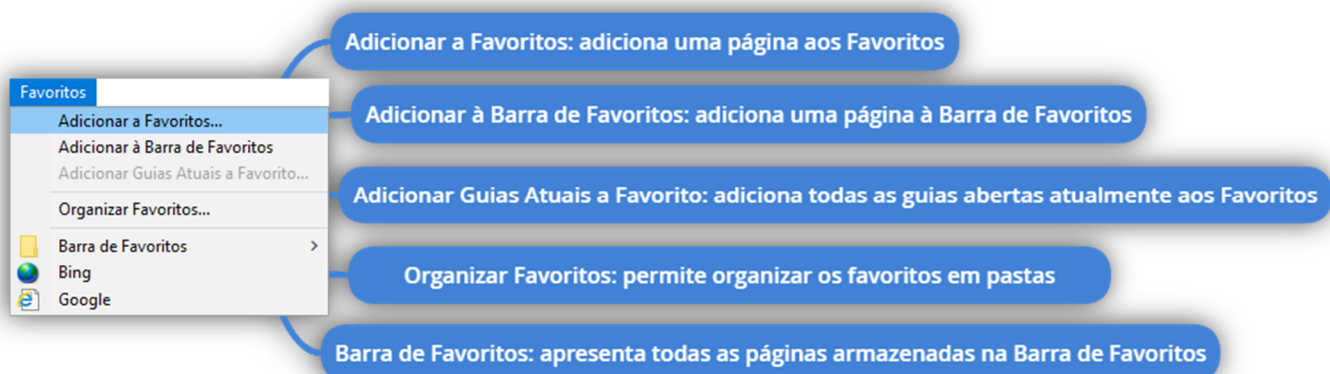 Adicionar a Favoritos: adiciona uma página aos Favoritos
Favoritos
Adicionar a Favoritos...
Adicionar à Barra de Favoritos: adiciona uma página à Barra de Favoritos
Adicionar à Barra de Favoritos
Adicionar Guias Atuais a Favorito...
Adicionar Guias Atuais a Favorito: adiciona todas as guias abertas atualmente aos Favoritos
Organizar Favoritos...
Barra de Favoritos
Bing
Google
Organizar Favoritos: permite organizar os favoritos em pastas
Barra de Favoritos: apresenta todas as páginas armazenadas na Barra de Favoritos